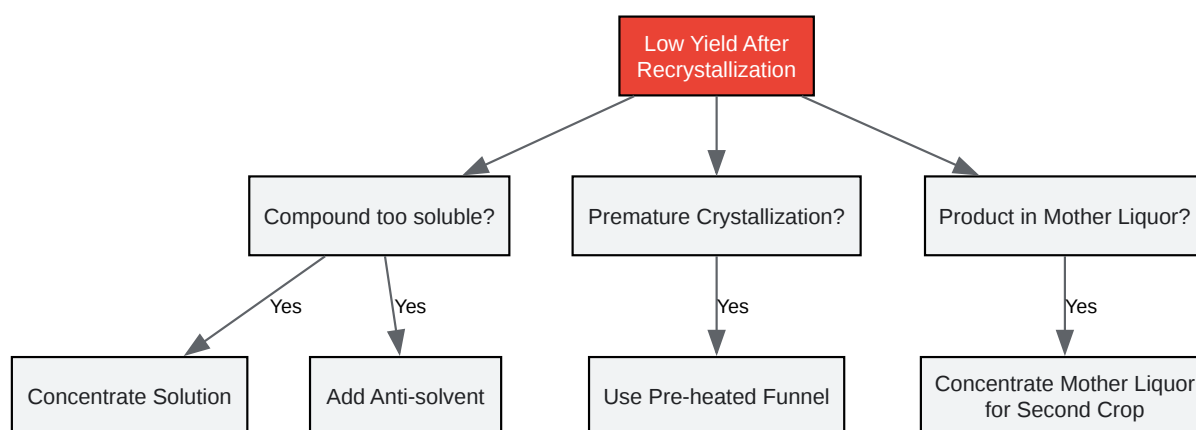 Low Yield After
Recrystallization
Compound too soluble?
Premature Crystallization?
Product in Mother Liquor?
Yes
Yes
Yes
Yes
Concentrate Solution
Add Anti-solvent
Use Pre-heated Funnel
Concentrate Mother Liquor
for Second Crop